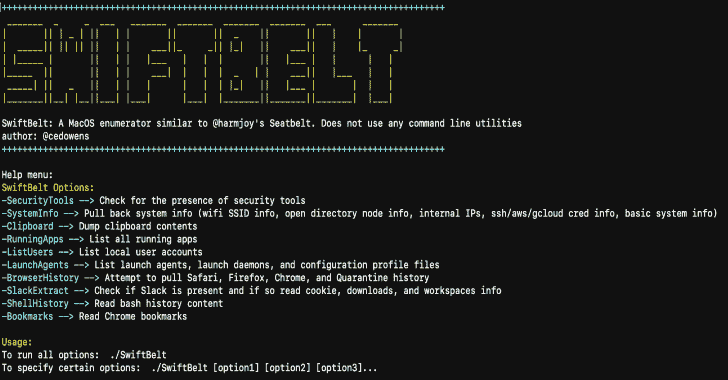 SWIFTBELT
SwiftBelt: A MacOS enumerator similar to @harmjoy's Seatbelt. Does not use any command line utilities
author: @cedowens
Help menu:
SwiftBelt Options:
-SecurityTools --> Check for the presence of security tools
-SystemInfo --> Pull back system info (wifi SSID info, open directory node info, internal IPs, ssh/aws/gcloud cred info, basic system info)
-Clipboard --> Dump clipboard contents
-RunningApps --> List all running apps
-ListUsers --> List local user accounts
-LaunchAgents --> List launch agents, launch daemons, and configuration profile files
-BrowserHistory --> Attempt to pull Safari, Firefox, Chrome, and Quarantine history
-SlackExtract --> Check if Slack is present and if so read cookie, downloads, and workspaces info
-ShellHistory --> Read bash history content
-Bookmarks --> Read Chrome bookmarks
Usage:
To run all options:  ./SwiftBelt
To specify certain options:  ./SwiftBelt [option1] [option2] [option3]...